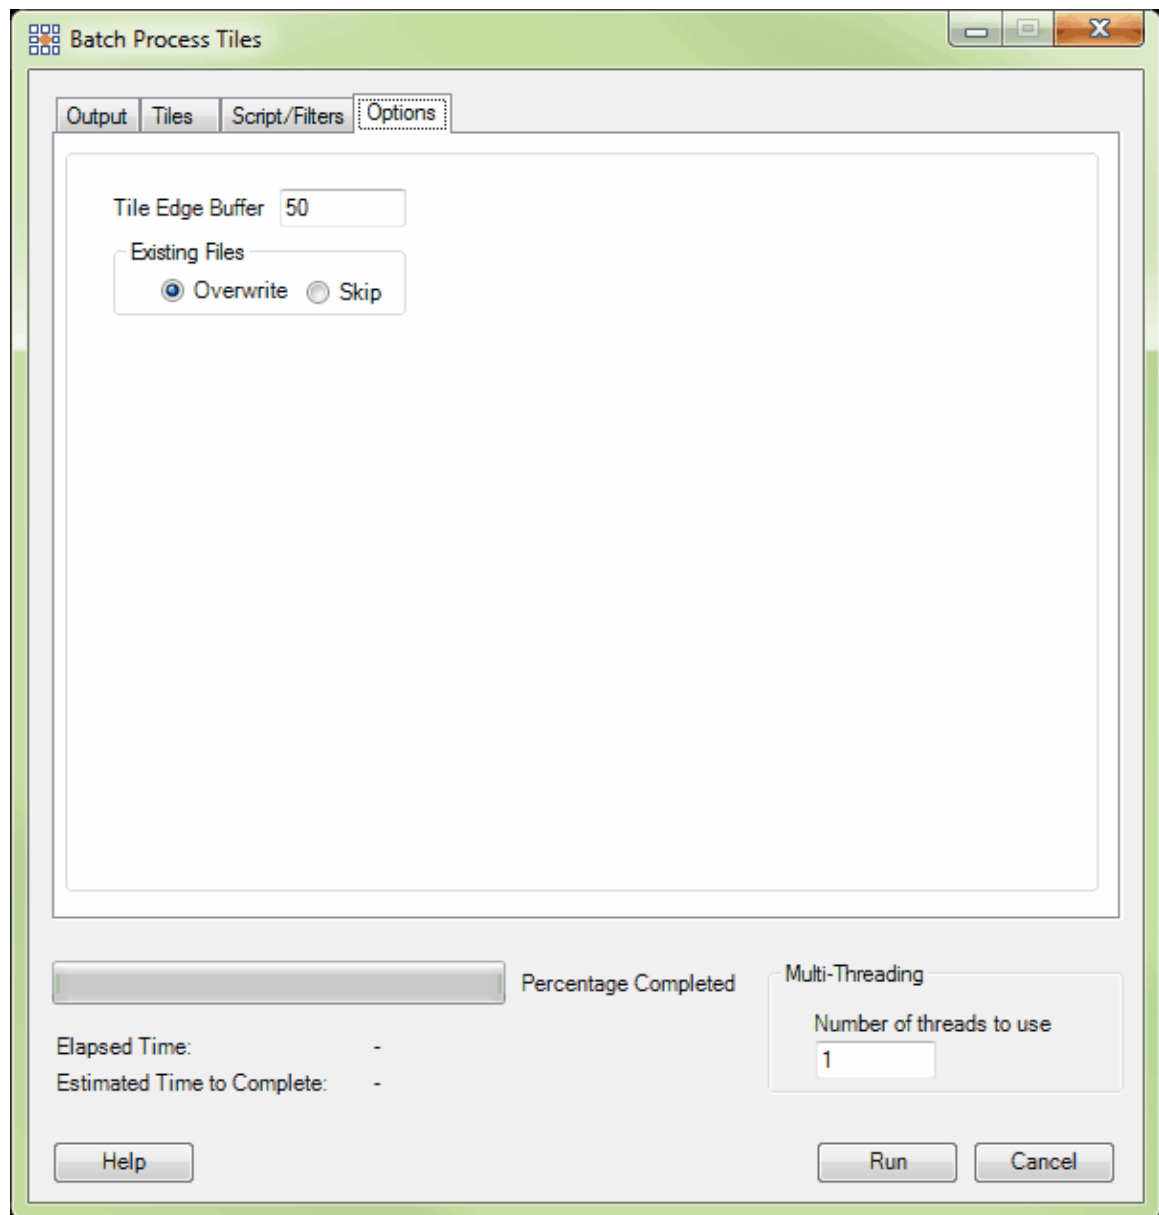 Batch Process Tiles
Output Tiles Script/Filters Options
Tile Edge Buffer 50
Existing Files
Overwrite Skip
Percentage Completed
Multi-Threading
Number of threads to use
1
Elapsed Time: -
Estimated Time to Complete: -
Help Run Cancel